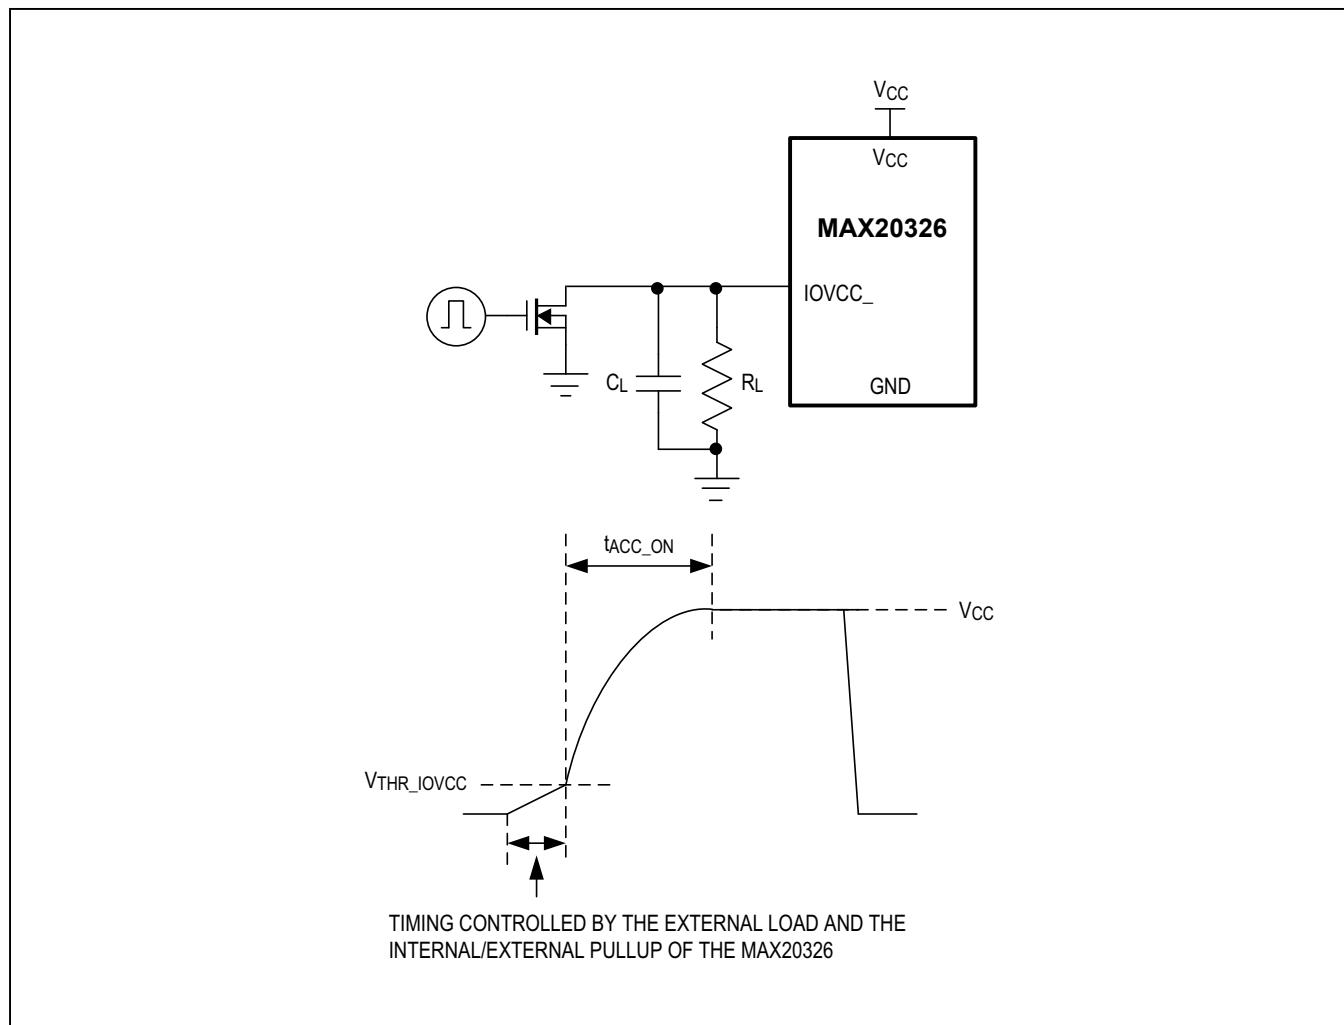 VCC
VCC
MAX20326
IOVCC_
CL
RL
GND
tACC_ON
VCC
VTHR_IOVCC
TIMING CONTROLLED BY THE EXTERNAL LOAD AND THE
INTERNAL/EXTERNAL PULLUP OF THE MAX20326